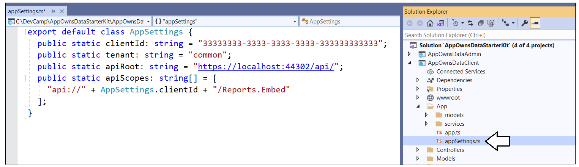 appSettings.ts
C:\DevCamp\AppOwnsDataStarterKit\AppOwnsDa
"appSettings"
AppSettings
export default class AppSettings {
public static clientId: string = "33333333-3333-3333-3333-333333333333";
public static tenant: string = "common";
public static apiRoot: string = "https://localhost:44302/api/";
public static apiScopes: string[] = [
"api://" + AppSettings.clientId + "/Reports.Embed"
];
}
Solution Explorer
Search Solution Explorer (Ctrl+E)
Solution 'AppOwnsDataStarterKit' (4 of 4 projects)
AppOwnsDataAdmin
AppOwnsDataClient
Connected Services
Dependencies
Properties
wwwroot
App
models
services
TS app.ts
TS appSettings.ts
Controllers
Models